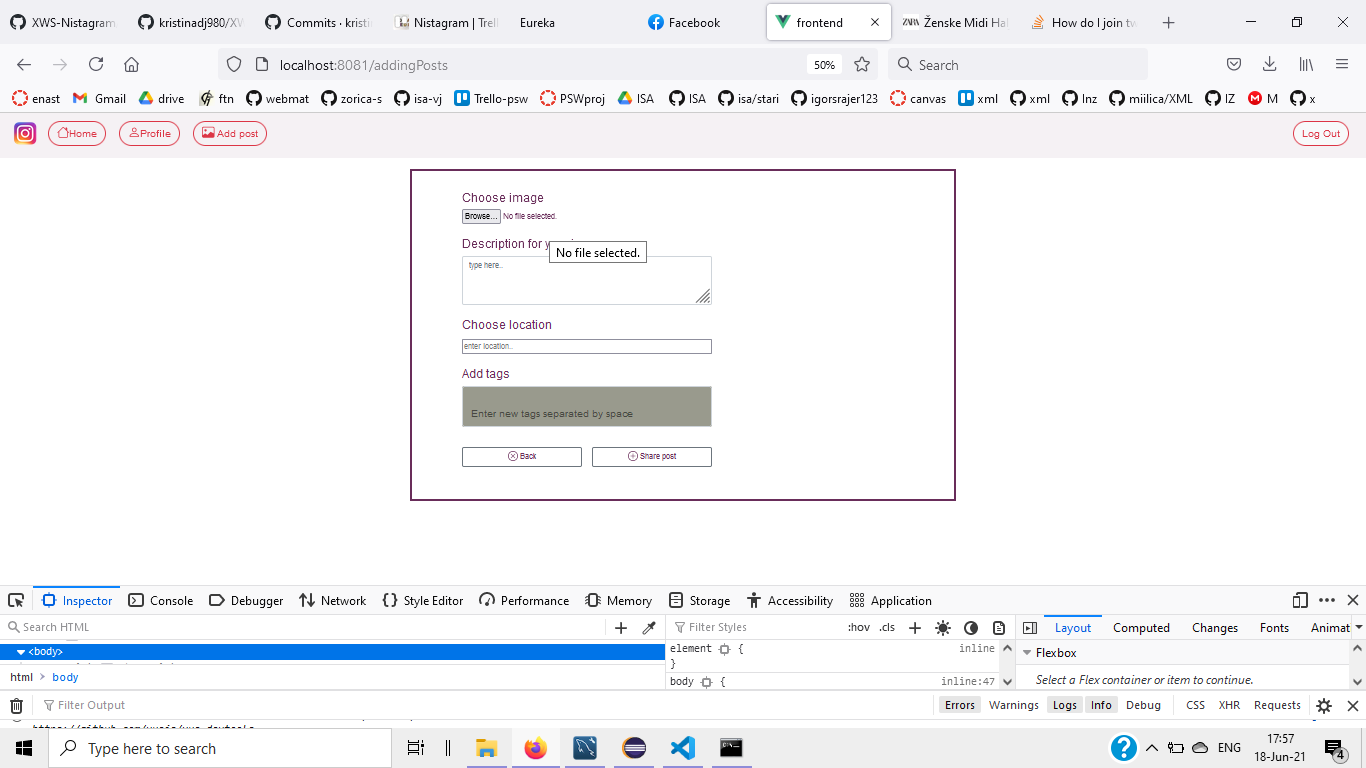 XWS-Nistagram
kristinadj980/XW
Commits · kristi
Nistagram | Trell
Eureka
Facebook
frontend
ZARA Ženske Midi Hal
How do I join tw
localhost:8081/addingPosts
50%
Search
enast
Gmail
drive
ftn
webmat
zorica-s
isa-vj
Trello-psw
PSWproj
ISA
ISA
isa/stari
igorsrajer123
canvas
xml
xml
Inz
miilica/XML
IZ
M
x
Home
Profile
Add post
Log Out
Choose image
Browse... No file selected.
Description for
No file selected.
type here..
Choose location
enter location..
Add tags
Enter new tags separated by space
Back
Share post
Inspector
Console
Debugger
Network
Style Editor
Performance
Memory
Storage
Accessibility
Application
Search HTML
Filter Styles
:hov .cls
Layout
Computed
Changes
Fonts
Animat
<body>
html > body
element { inline
}
body { inline:47
Flexbox
Select a Flex container or item to continue.
Filter Output
Errors
Warnings
Logs
Info
Debug
CSS
XHR
Requests
Type here to search
ENG
17:57
18-Jun-21
4